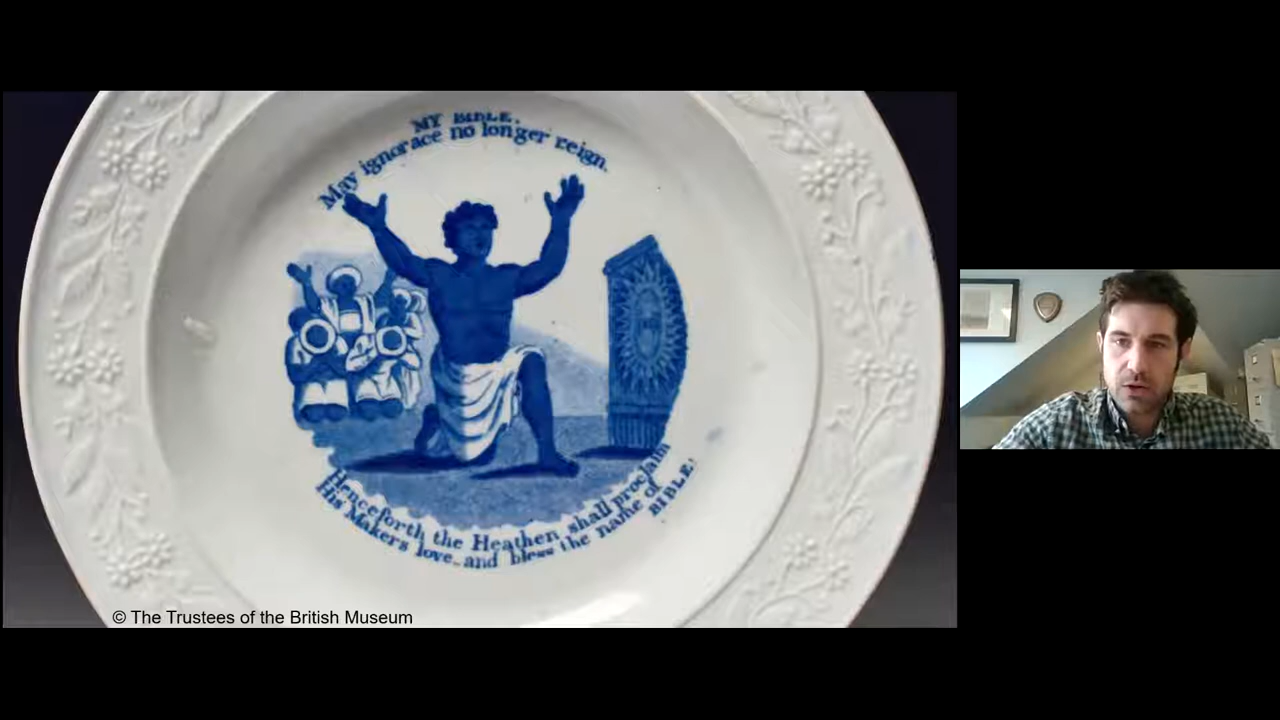 MY BIBLE.
May ignorace no longer reign.
Henceforth the Heathen shall proclaim
His Makers love and bless the name of
BIBLE.
© The Trustees of the British Museum